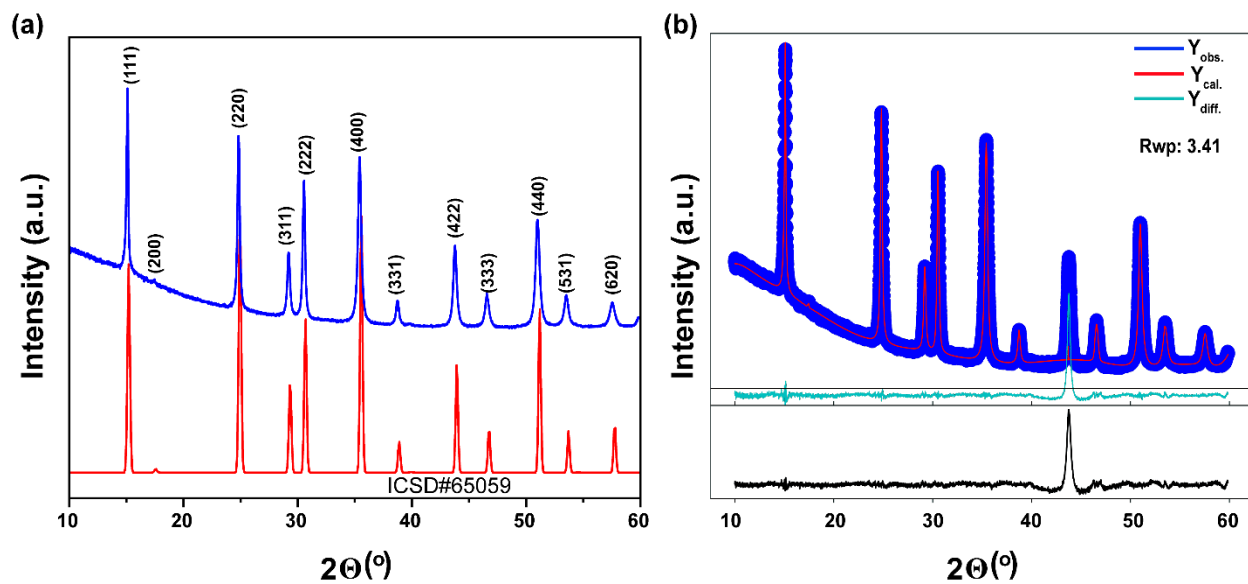 (a)
Intensity (a.u.)
(111)
(200)
(220)
(311)
(222)
(400)
(331)
(422)
(333)
(440)
(531)
(620)
ICSD#65059
10 20 30 40 50 60
2Θ(º)
(b)
Intensity (a.u.)
Yobs.
Ycal.
Ydiff.
Rwp: 3.41
10 20 30 40 50 60
2Θ(º)